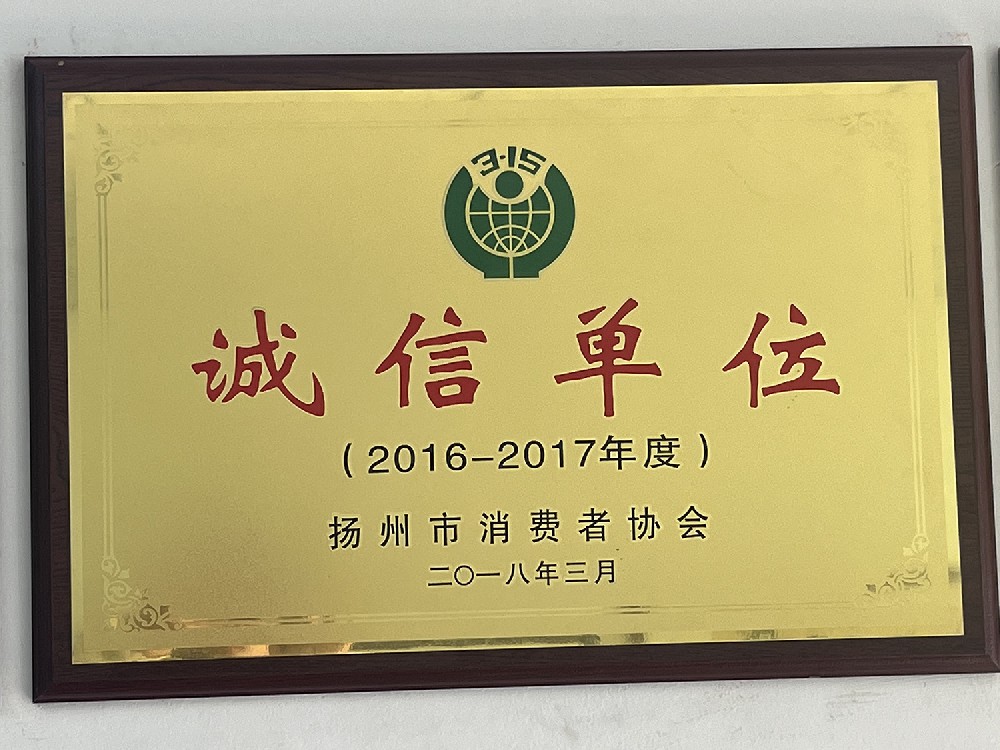 3·15
诚信单位
(2016-2017年度)
扬州市消费者协会
二〇一八年三月